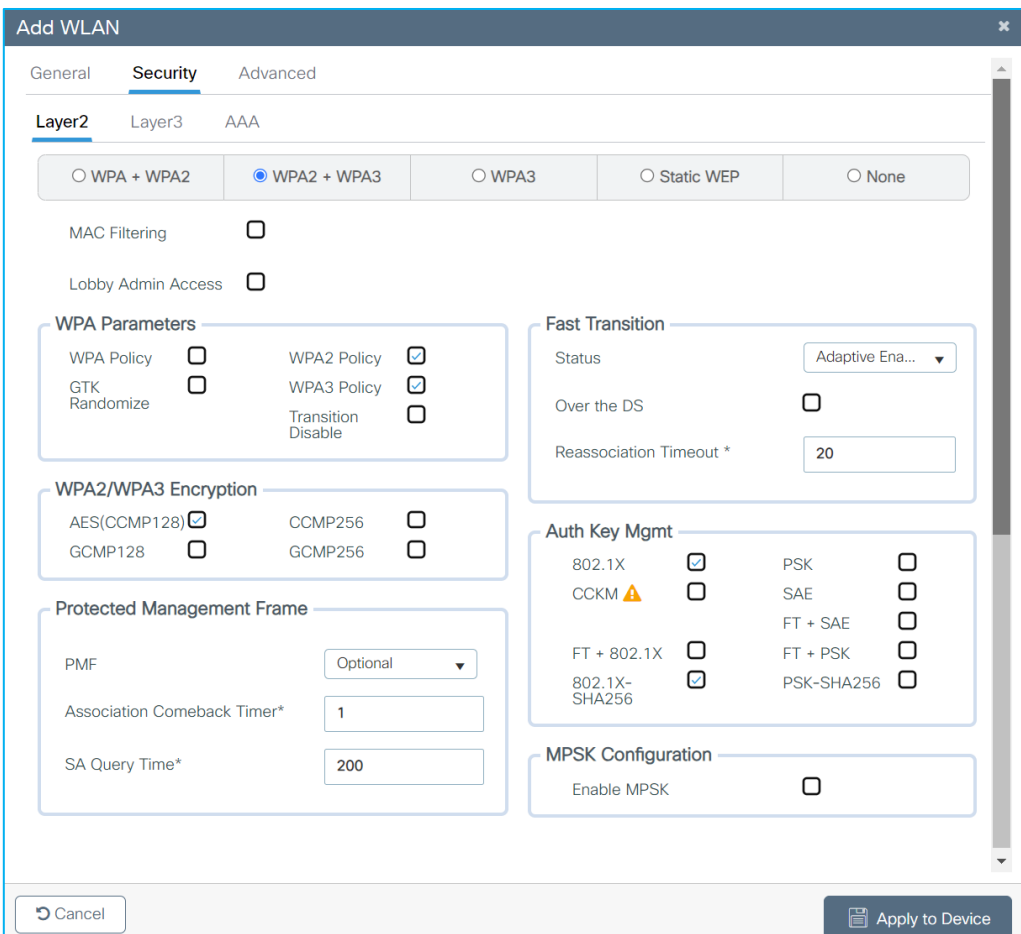 Add WLAN
General Security Advanced
Layer2 Layer3 AAA
WPA + WPA2 WPA2 + WPA3 WPA3 Static WEP None
MAC Filtering
Lobby Admin Access
WPA Parameters
WPA Policy WPA2 Policy
GTK Randomize WPA3 Policy
Transition Disable
WPA2/WPA3 Encryption
AES(CCMP128) CCMP256
GCMP128 GCMP256
Protected Management Frame
PMF Optional
Association Comeback Timer* 1
SA Query Time* 200
Fast Transition
Status Adaptive Ena...
Over the DS
Reassociation Timeout * 20
Auth Key Mgmt
802.1X PSK
CCKM SAE
FT + SAE
FT + 802.1X FT + PSK
802.1X-SHA256 PSK-SHA256
MPSK Configuration
Enable MPSK
Cancel Apply to Device